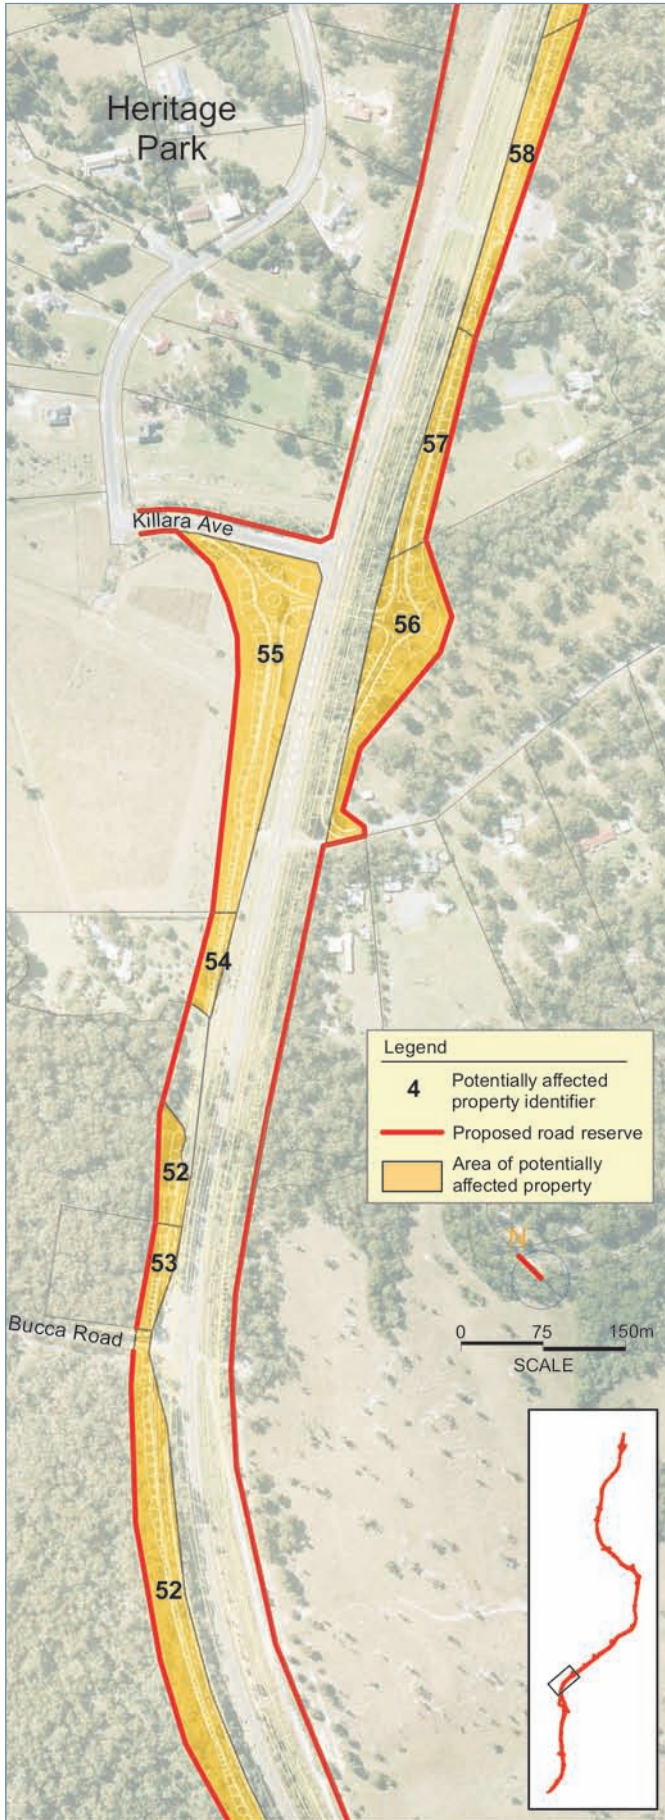 Heritage
Park
58
57
Killara Ave
56
55
54
Legend
4 Potentially affected
property identifier
Proposed road reserve
Area of potentially
affected property
52
53
N
Bucca Road
0 75 150m
SCALE
52